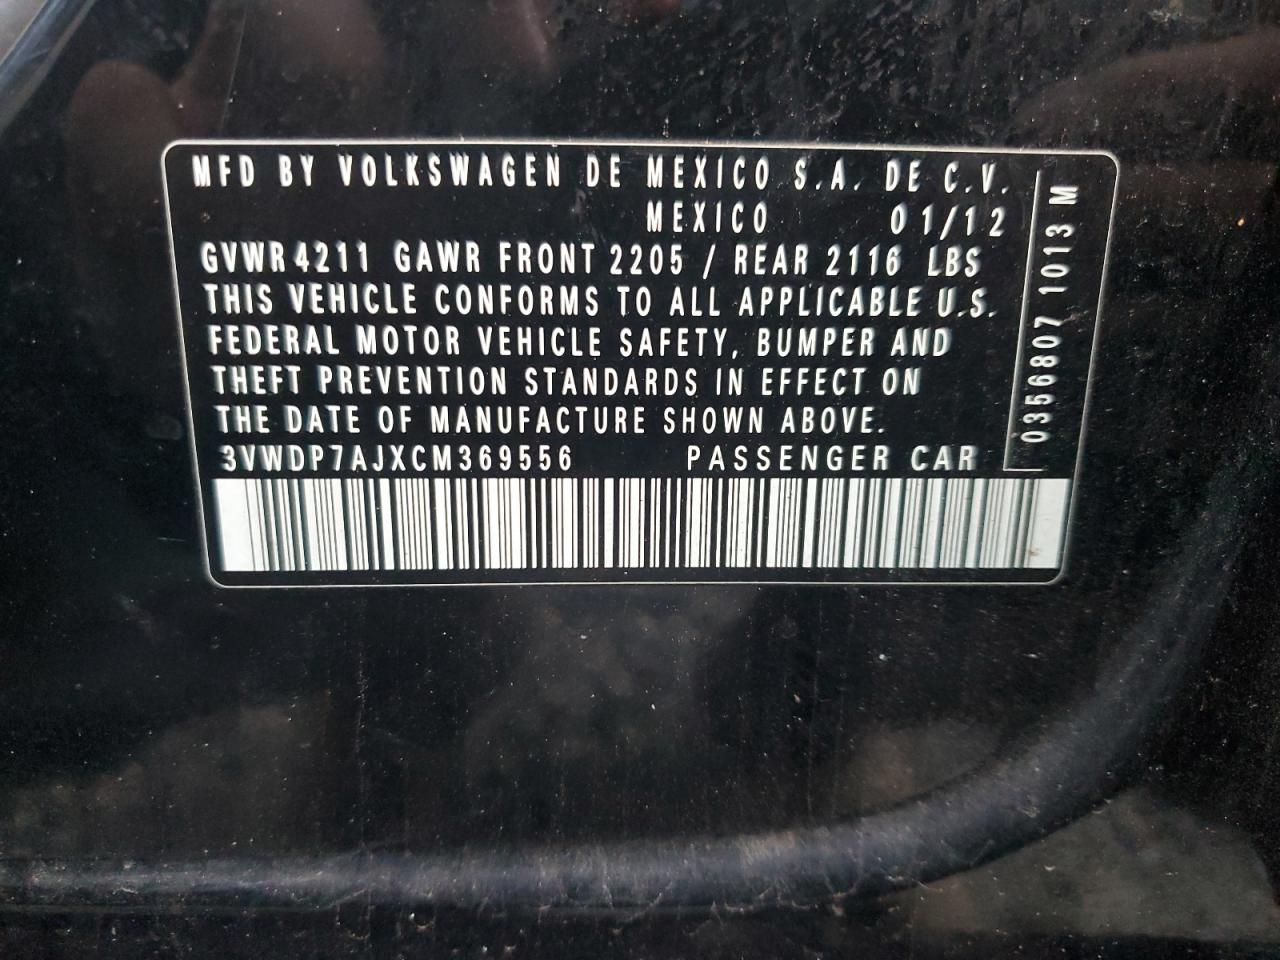 MFD BY VOLKSWAGEN DE MEXICO S.A. DE C.V.
MEXICO 01/12
GVWR 4211 GAWR FRONT 2205 / REAR 2116 LBS
THIS VEHICLE CONFORMS TO ALL APPLICABLE U.S.
FEDERAL MOTOR VEHICLE SAFETY, BUMPER AND
THEFT PREVENTION STANDARDS IN EFFECT ON
THE DATE OF MANUFACTURE SHOWN ABOVE.
3VWDP7AJXCM369556 PASSENGER CAR
0356807 1013 M